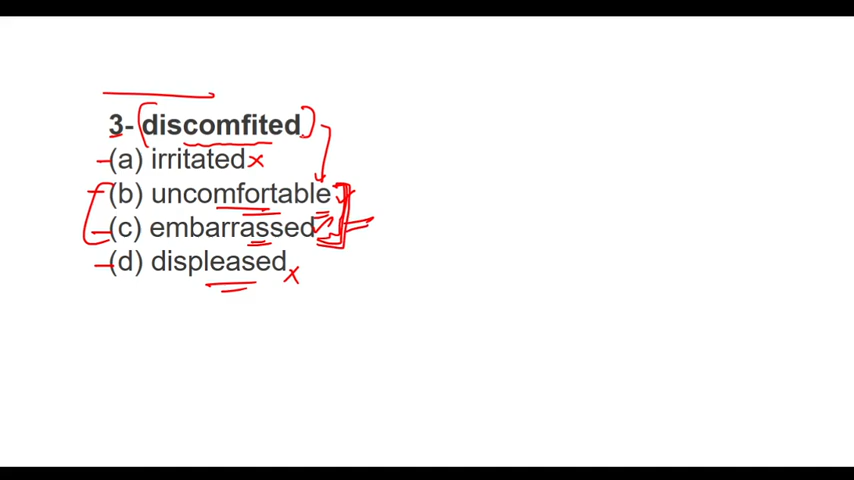 3- discomfited
(a) irritated
(b) uncomfortable
(c) embarrassed
(d) displeased